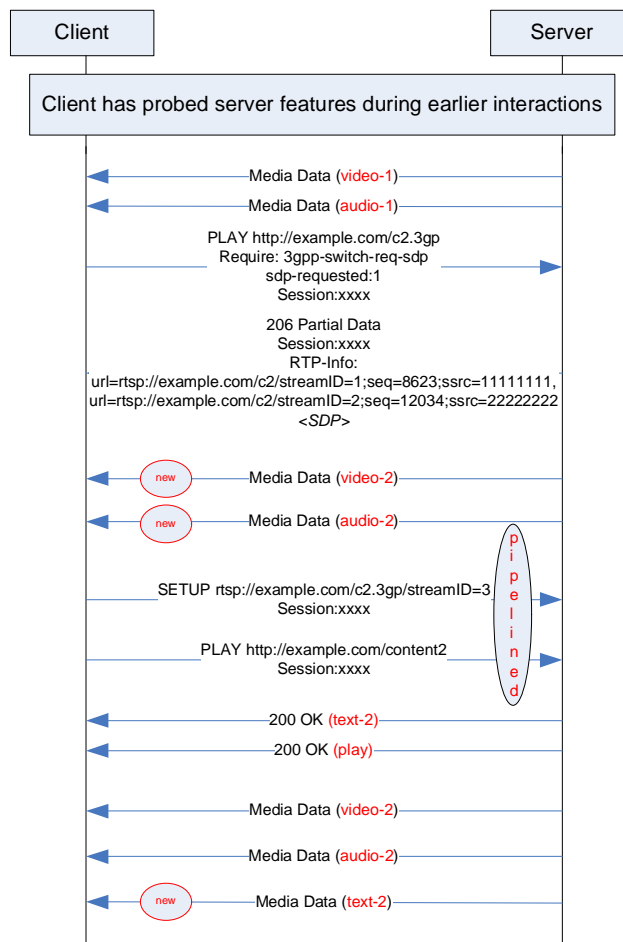 Client
Server
Client has probed server features during earlier interactions
Media Data (video-1)
Media Data (audio-1)
PLAY http://example.com/c2.3gp
Require: 3gpp-switch-req-sdp
sdp-requested:1
Session:xxxx
206 Partial Data
Session:xxxx
RTP-Info:
url=rtsp://example.com/c2/streamID=1;seq=8623;ssrc=11111111,
url=rtsp://example.com/c2/streamID=2;seq=12034;ssrc=22222222
<SDP>
new
Media Data (video-2)
new
Media Data (audio-2)
pipelined
SETUP rtsp://example.com/c2.3gp/streamID=3
Session:xxxx
PLAY http://example.com/content2
Session:xxxx
200 OK (text-2)
200 OK (play)
Media Data (video-2)
Media Data (audio-2)
new
Media Data (text-2)